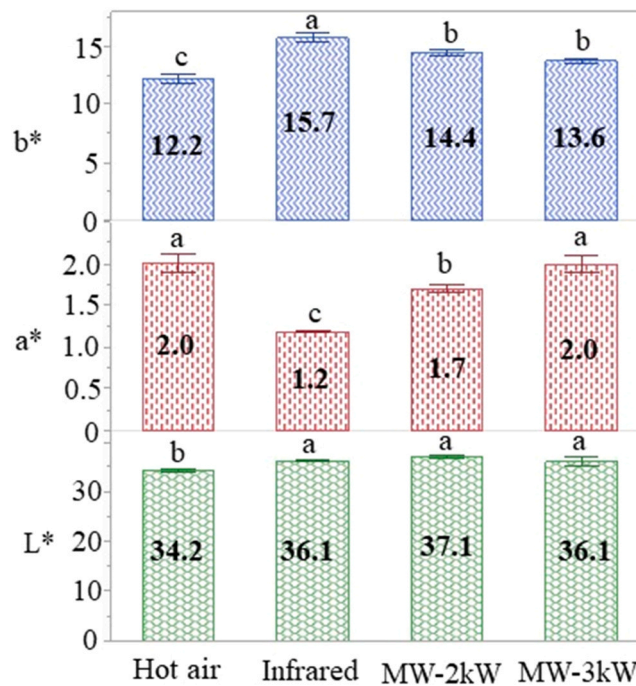 a
c
b
b
15
10
5
0
b*
12.2
15.7
14.4
13.6
a
c
b
a
2.0
1.5
1.0
0.5
0
a*
2.0
1.2
1.7
2.0
b
a
a
a
30
20
10
0
L*
34.2
36.1
37.1
36.1
Hot air
Infrared
MW-2kW
MW-3kW